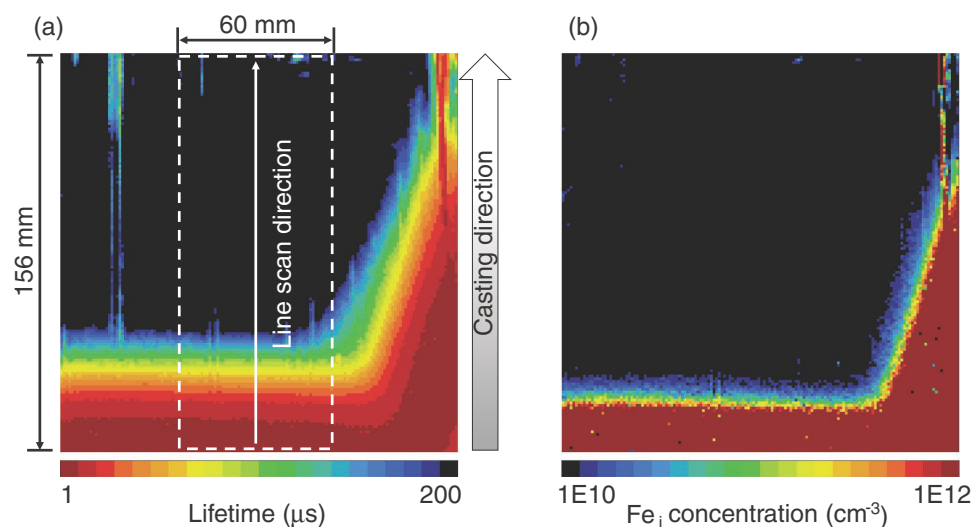 (a)
60 mm
156 mm
Line scan direction
Casting direction
1
200
Lifetime (μs)
(b)
1E10
1E12
Fe i concentration (cm-3)